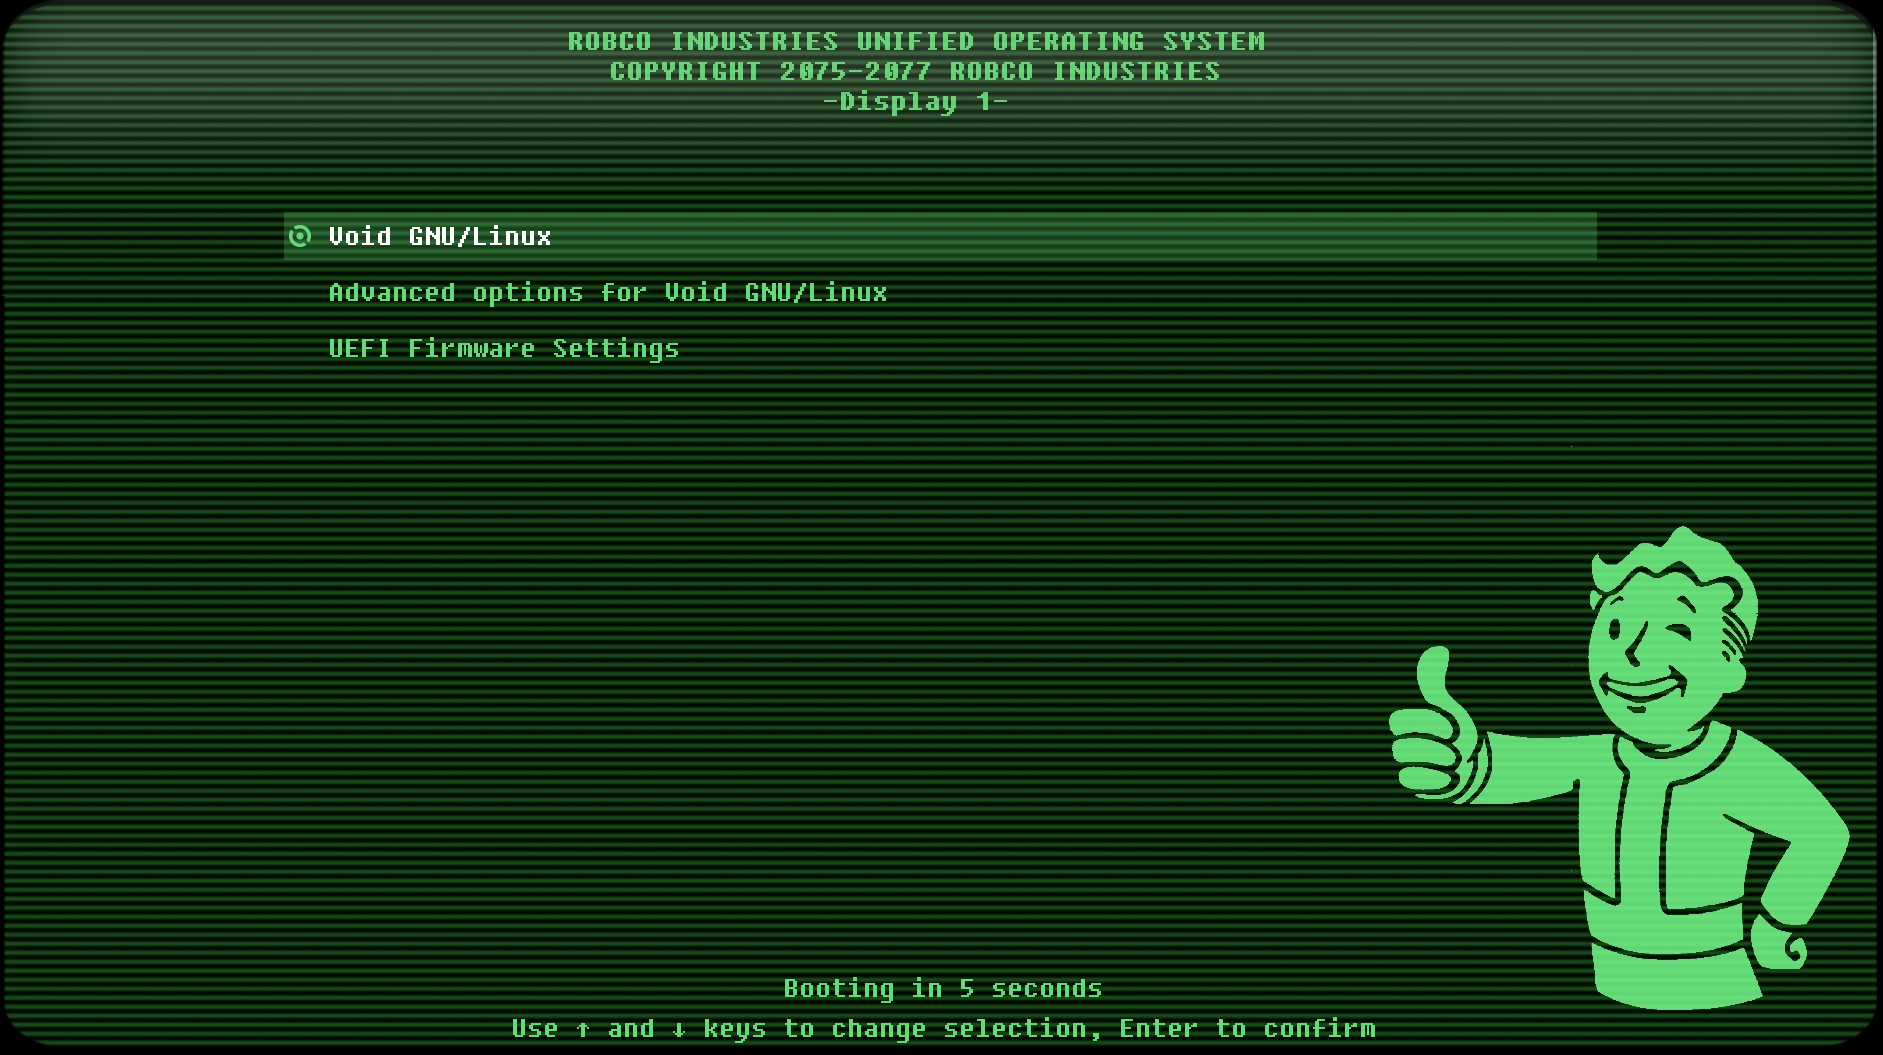 ROBCO INDUSTRIES UNIFIED OPERATING SYSTEM
COPYRIGHT 2075-2077 ROBCO INDUSTRIES
-Display 1-
Void GNU/Linux
Advanced options for Void GNU/Linux
UEFI Firmware Settings
Booting in 5 seconds
Use ↑ and ↓ keys to change selection, Enter to confirm